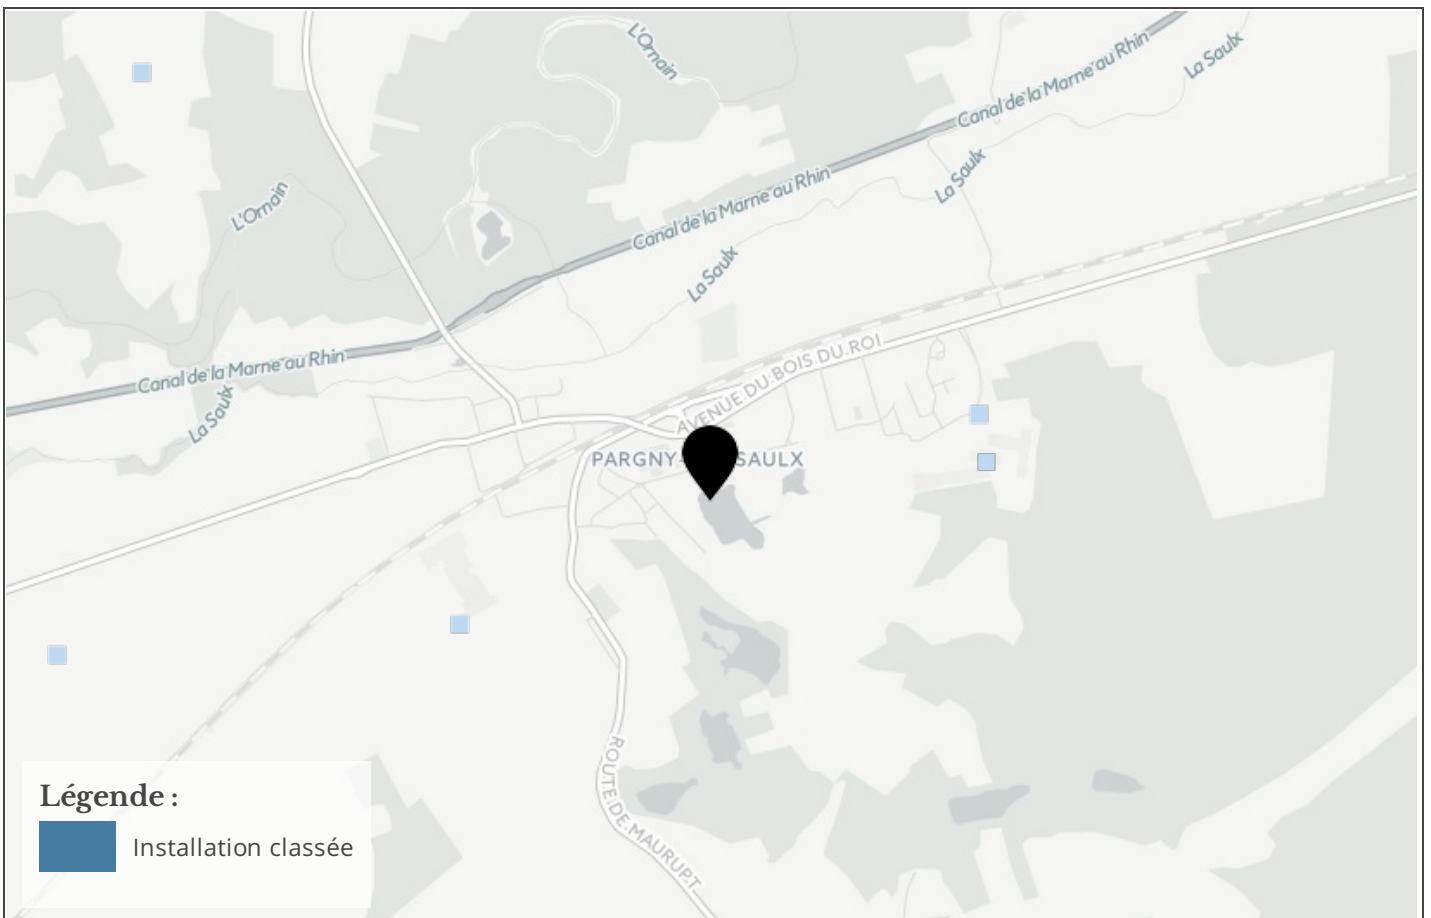 L'Ornain
Canal de la Marne au Rhin
La Saulx
La Saulx
L'Ornain
Canal de la Marne au Rhin
La Saulx
Canal de la Marne au Rhin
La Saulx
AVENUE DU BOIS DU ROI
PARGNY- SAULX
ROUTE DE MAURUPT
Légende :
Installation classée